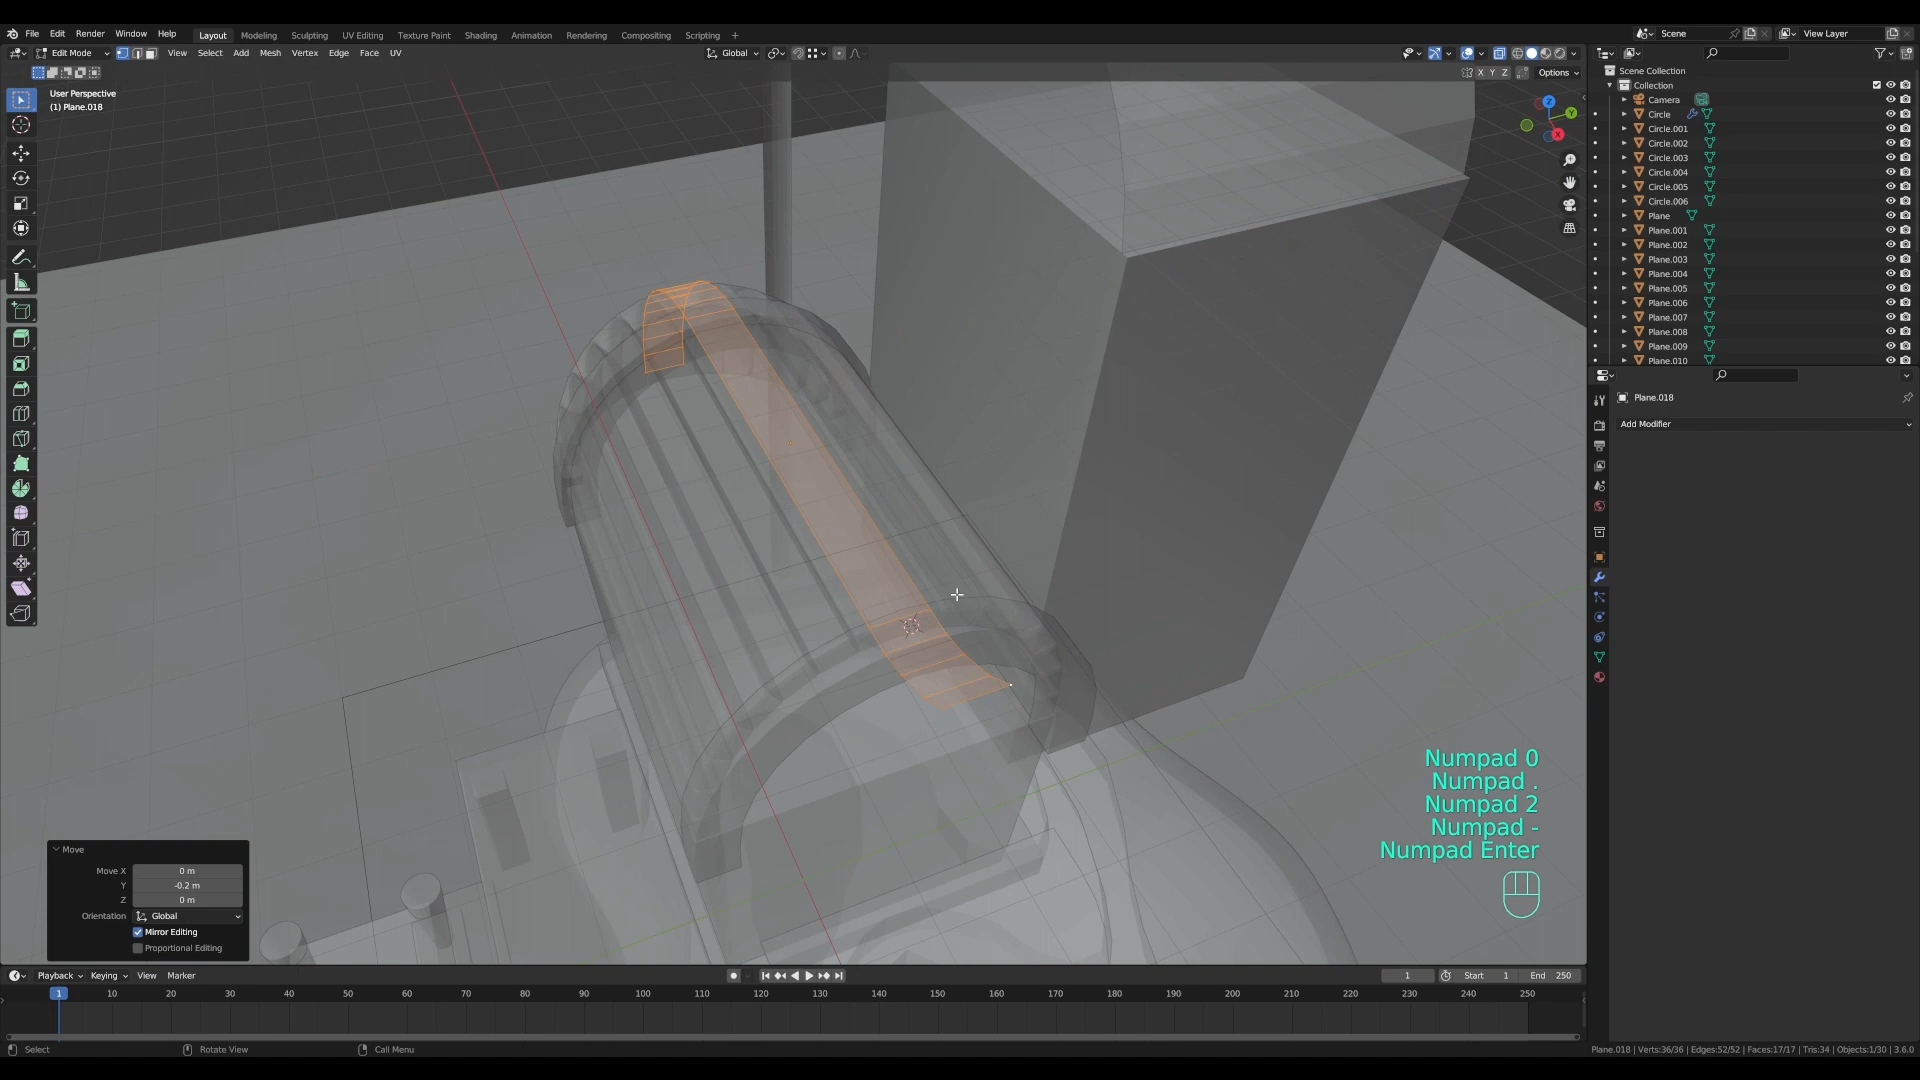 File Edit Render Window Help Layout Modeling Sculpting UV Editing Texture Paint Shading Animation Rendering Compositing Scripting + Scene View Layer
Edit Mode View Select Add Mesh Vertex Edge Face UV Global
X Y Z Options
User Perspective
(1) Plane.018
Scene Collection
Collection
Camera
Circle
Circle.001
Circle.002
Circle.003
Circle.004
Circle.005
Circle.006
Plane
Plane.001
Plane.002
Plane.003
Plane.004
Plane.005
Plane.006
Plane.007
Plane.008
Plane.009
Plane.010
Z
Y
X
Plane.018
Add Modifier
Numpad 0
Numpad .
Numpad 2
Numpad -
Numpad Enter
Move
Move X 0 m
Y -0.2 m
Z 0 m
Orientation Global
Mirror Editing
Proportional Editing
Playback Keying View Marker 1 Start 1 End 250
1 10 20 30 40 50 60 70 80 90 100 110 120 130 140 150 160 170 180 190 200 210 220 230 240 250
Select Rotate View Call Menu Plane.018 | Verts:36/36 | Edges:52/52 | Faces:17/17 | Tris:34 | Objects:1/30 | 3.6.0